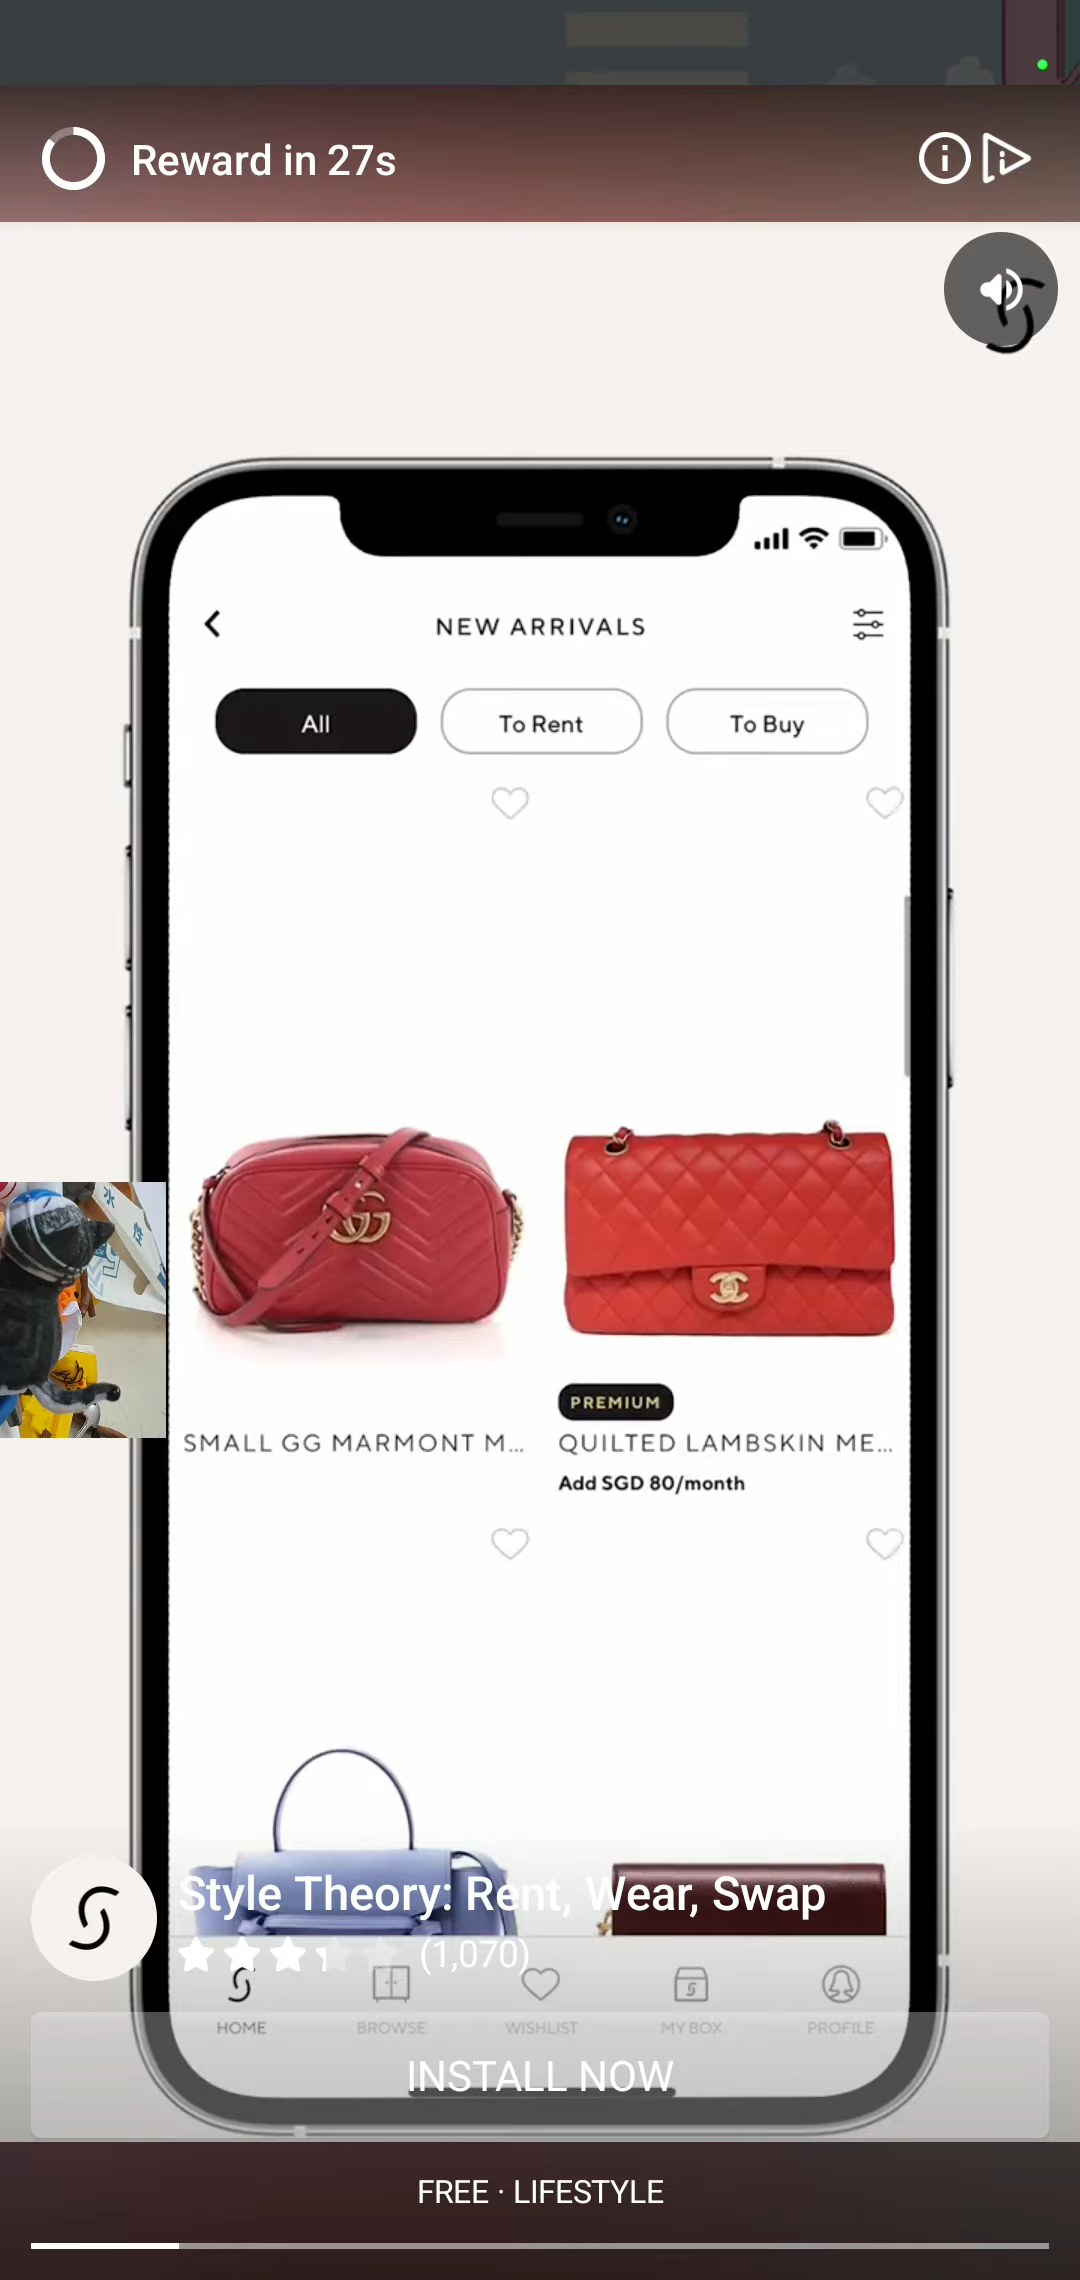 Reward in 27s
NEW ARRIVALS
All
To Rent
To Buy
PREMIUM
SMALL GG MARMONT M...
QUILTED LAMBSKIN ME...
Add SGD 80/month
Style Theory: Rent, Wear, Swap
(1,070)
HOME
BROWSE
WISHLIST
MY BOX
PROFILE
INSTALL NOW
FREE · LIFESTYLE